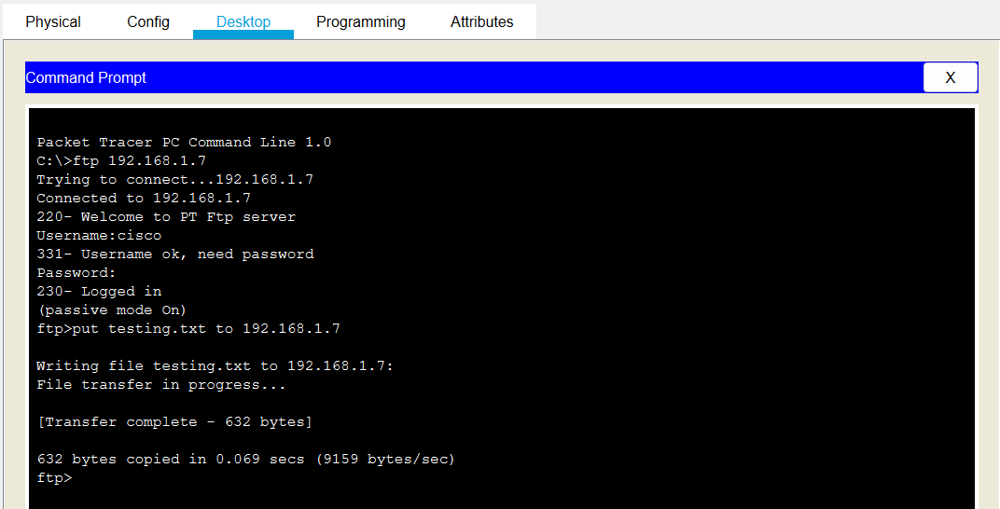 Physical Config Desktop Programming Attributes
Command Prompt X
Packet Tracer PC Command Line 1.0
C:\>ftp 192.168.1.7
Trying to connect...192.168.1.7
Connected to 192.168.1.7
220- Welcome to PT Ftp server
Username:cisco
331- Username ok, need password
Password:
230- Logged in
(passive mode On)
ftp>put testing.txt to 192.168.1.7
Writing file testing.txt to 192.168.1.7:
File transfer in progress...
[Transfer complete - 632 bytes]
632 bytes copied in 0.069 secs (9159 bytes/sec)
ftp>